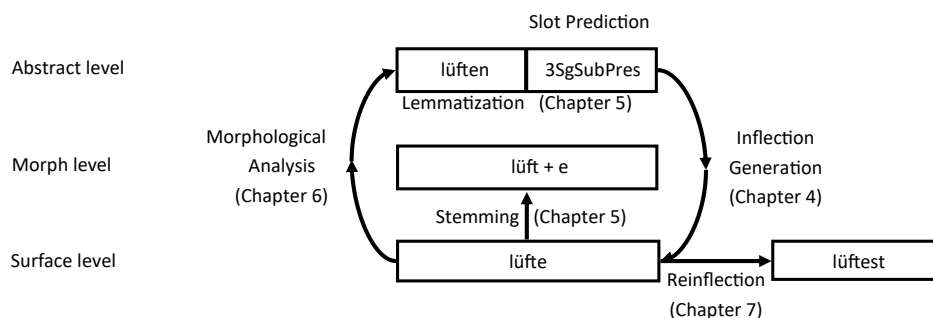 Slot Prediction
Abstract level
lüften
3SgSubPres
Lemmatization (Chapter 5)
Morphological
Analysis
(Chapter 6)
Inflection
Generation
(Chapter 4)
Morph level
lüft + e
Stemming (Chapter 5)
Surface level
lüfte
lüftest
Reinflection
(Chapter 7)